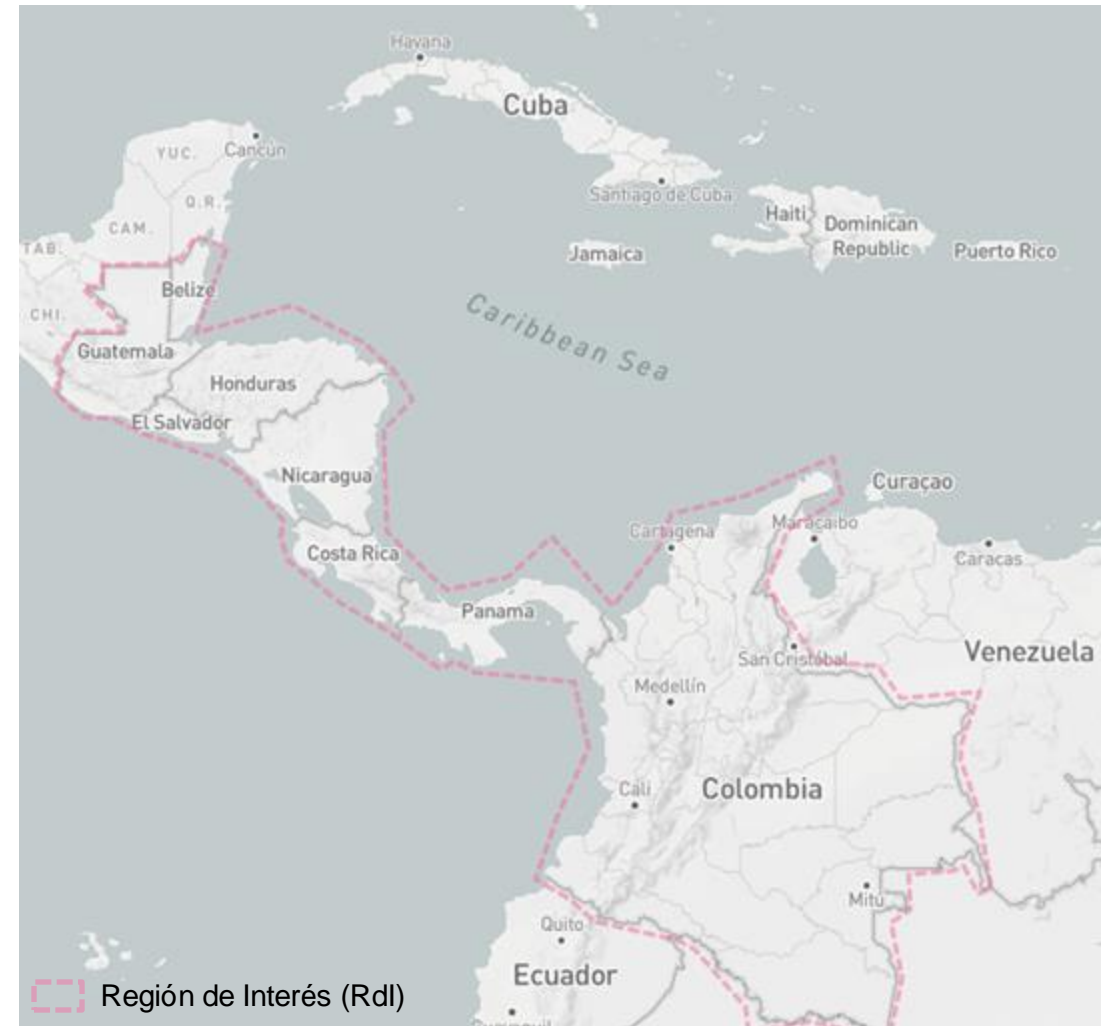 Havana
Cuba
YUC.
Cancún
Q.R.
Santiago de Cuba
CAM.
Haiti
Dominican
Republic
TAB.
Jamaica
Puerto Rico
Belize
CHI.
Caribbean Sea
Guatemala
Honduras
El Salvador
Nicaragua
Curaçao
Cartagena
Maracaibo
Costa Rica
Caracas
Panama
San Cristóbal
Venezuela
Medellín
Cali
Colombia
Mitú
Quito
Ecuador
Región de Interés (RdI)